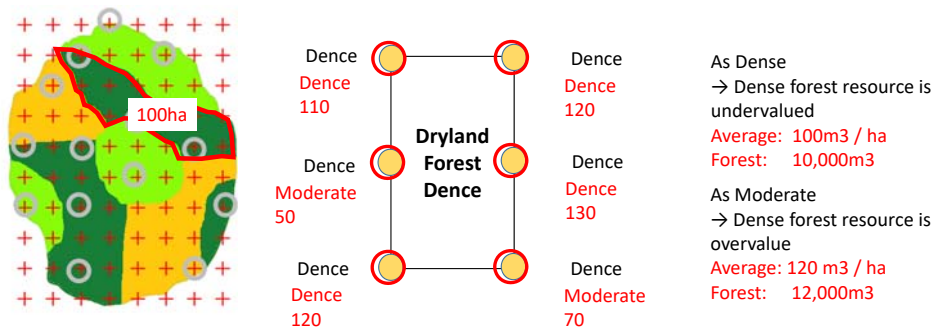 100ha
Dence
Dence
110
Dence
Dence
120
Dence
Moderate
50
Dryland
Forest
Dence
Dence
Dence
130
Dence
Dence
120
Dence
Moderate
70
As Dense
→ Dense forest resource is
undervalued
Average: 100m3 / ha
Forest: 10,000m3
As Moderate
→ Dense forest resource is
overvalue
Average: 120 m3 / ha
Forest: 12,000m3